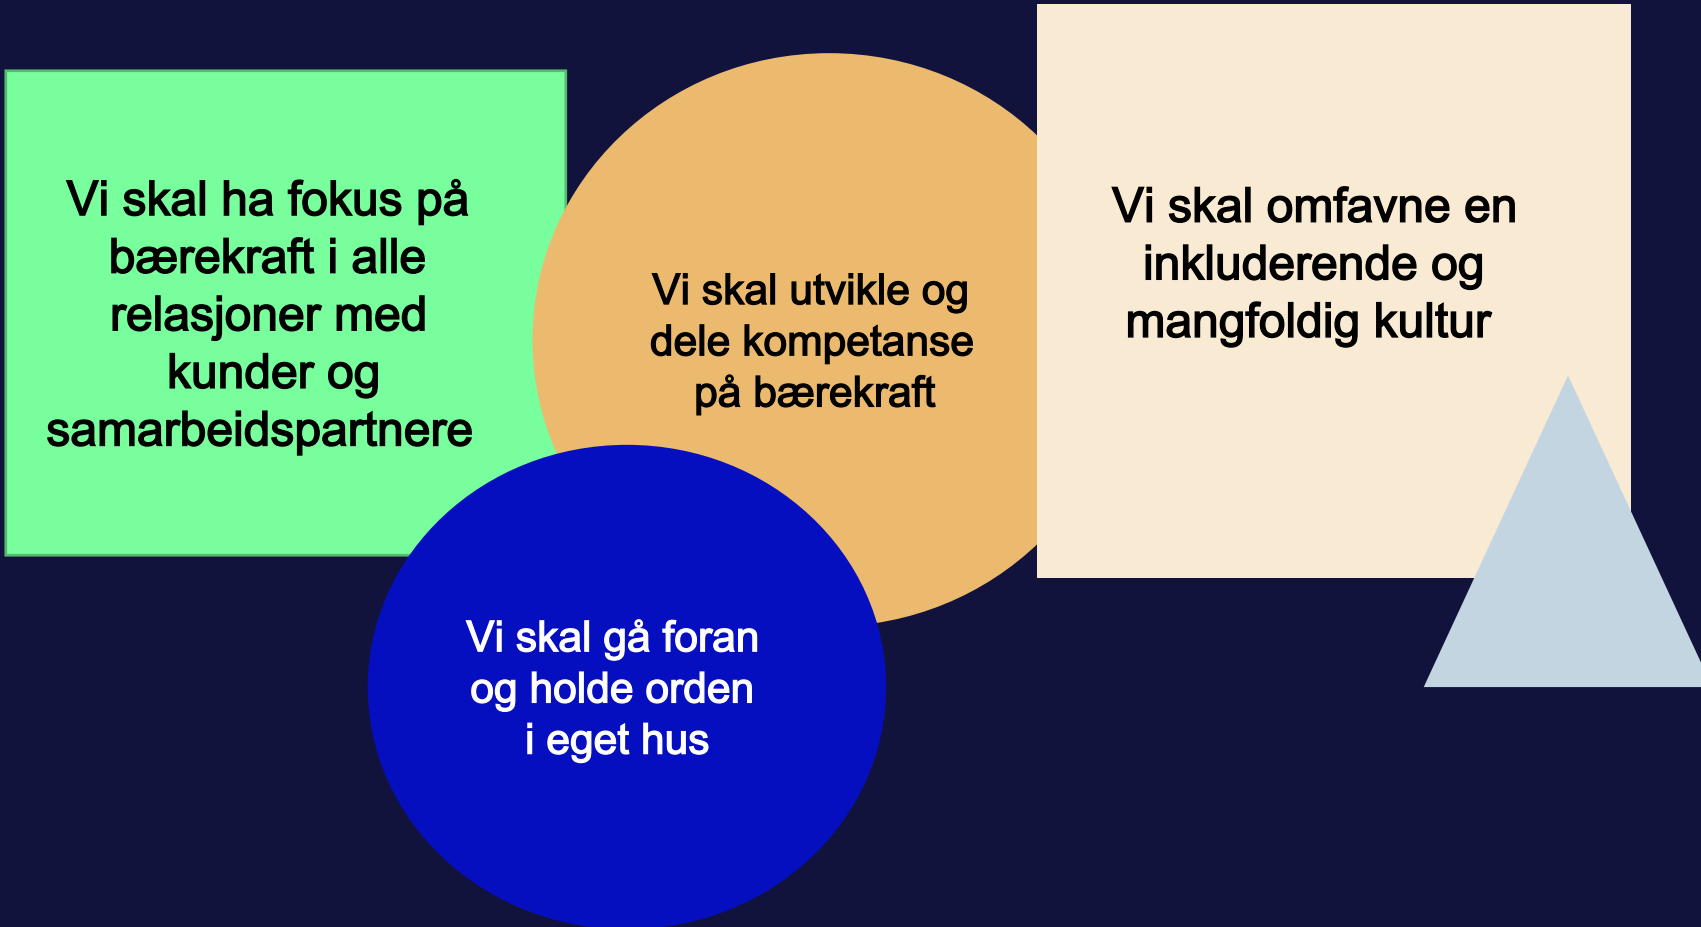 Vi skal ha fokus på
bærekraft i alle
relasjoner med
kunder og
samarbeidspartnere
Vi skal utvikle og
dele kompetanse
på bærekraft
Vi skal omfavne en
inkluderende og
mangfoldig kultur
Vi skal gå foran
og holde orden
i eget hus